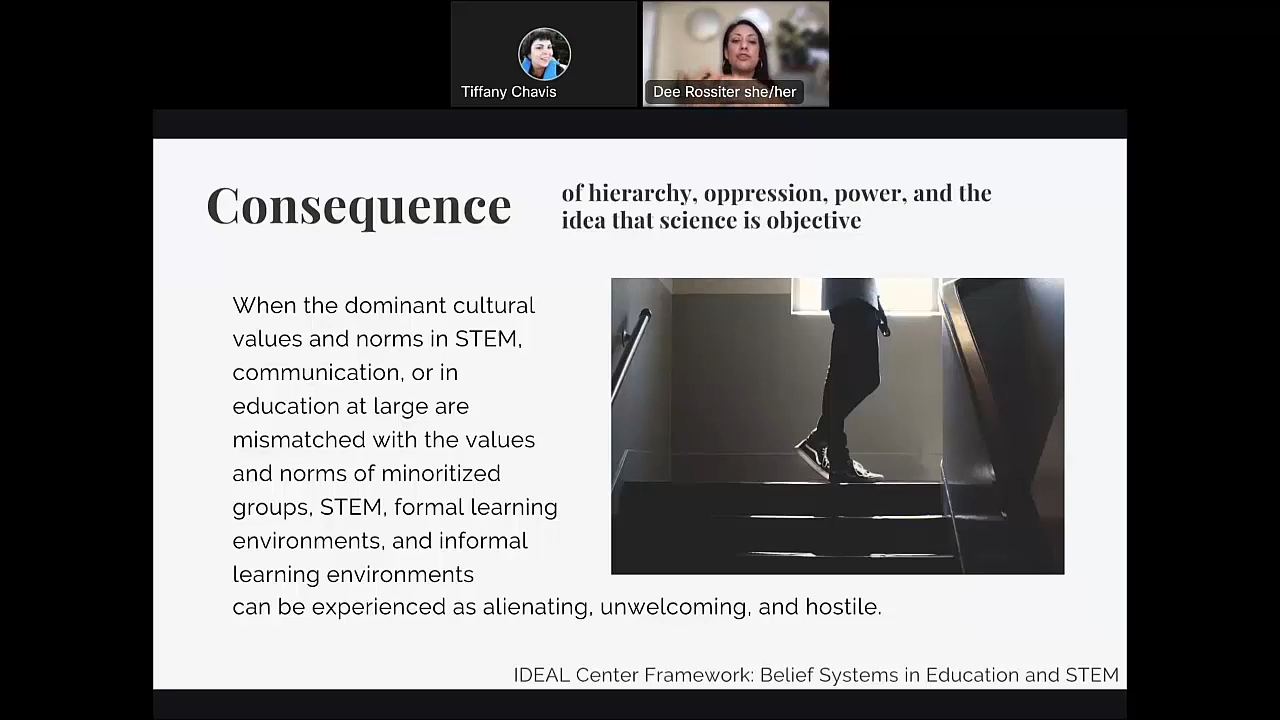 Tiffany Chavis
Dee Rossiter she/her
Consequence
of hierarchy, oppression, power, and the
idea that science is objective
When the dominant cultural
values and norms in STEM,
communication, or in
education at large are
mismatched with the values
and norms of minoritized
groups, STEM, formal learning
environments, and informal
learning environments
can be experienced as alienating, unwelcoming, and hostile.
IDEAL Center Framework: Belief Systems in Education and STEM